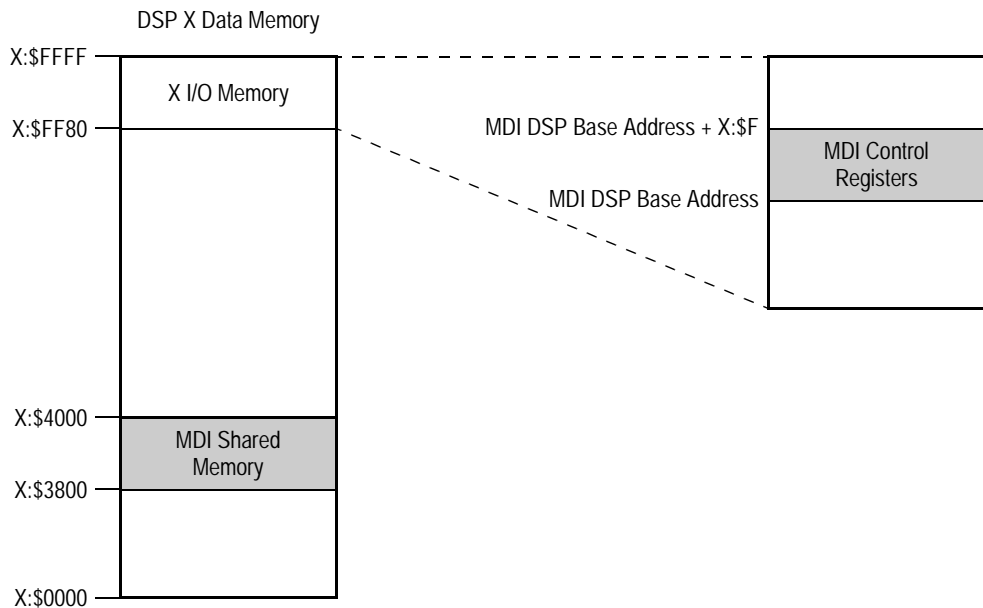 DSP X Data Memory
X:$FFFF
X I/O Memory
X:$FF80
MDI DSP Base Address + X:$F
MDI Control
Registers
MDI DSP Base Address
X:$4000
MDI Shared
Memory
X:$3800
X:$0000